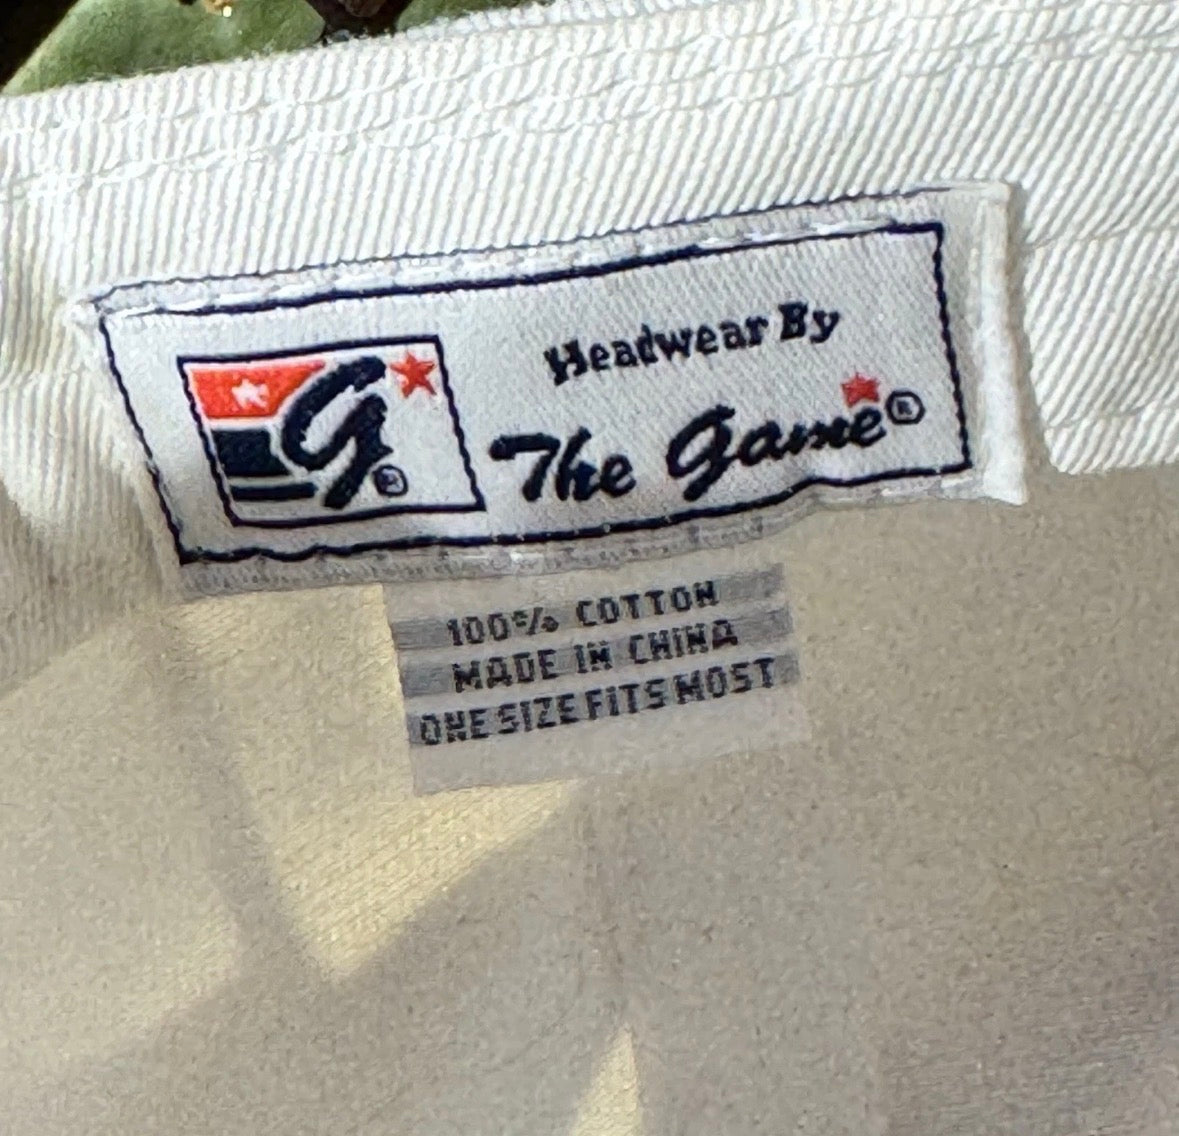 G®
Headwear By
The Game®
100% COTTON
MADE IN CHINA
ONE SIZE FITS MOST